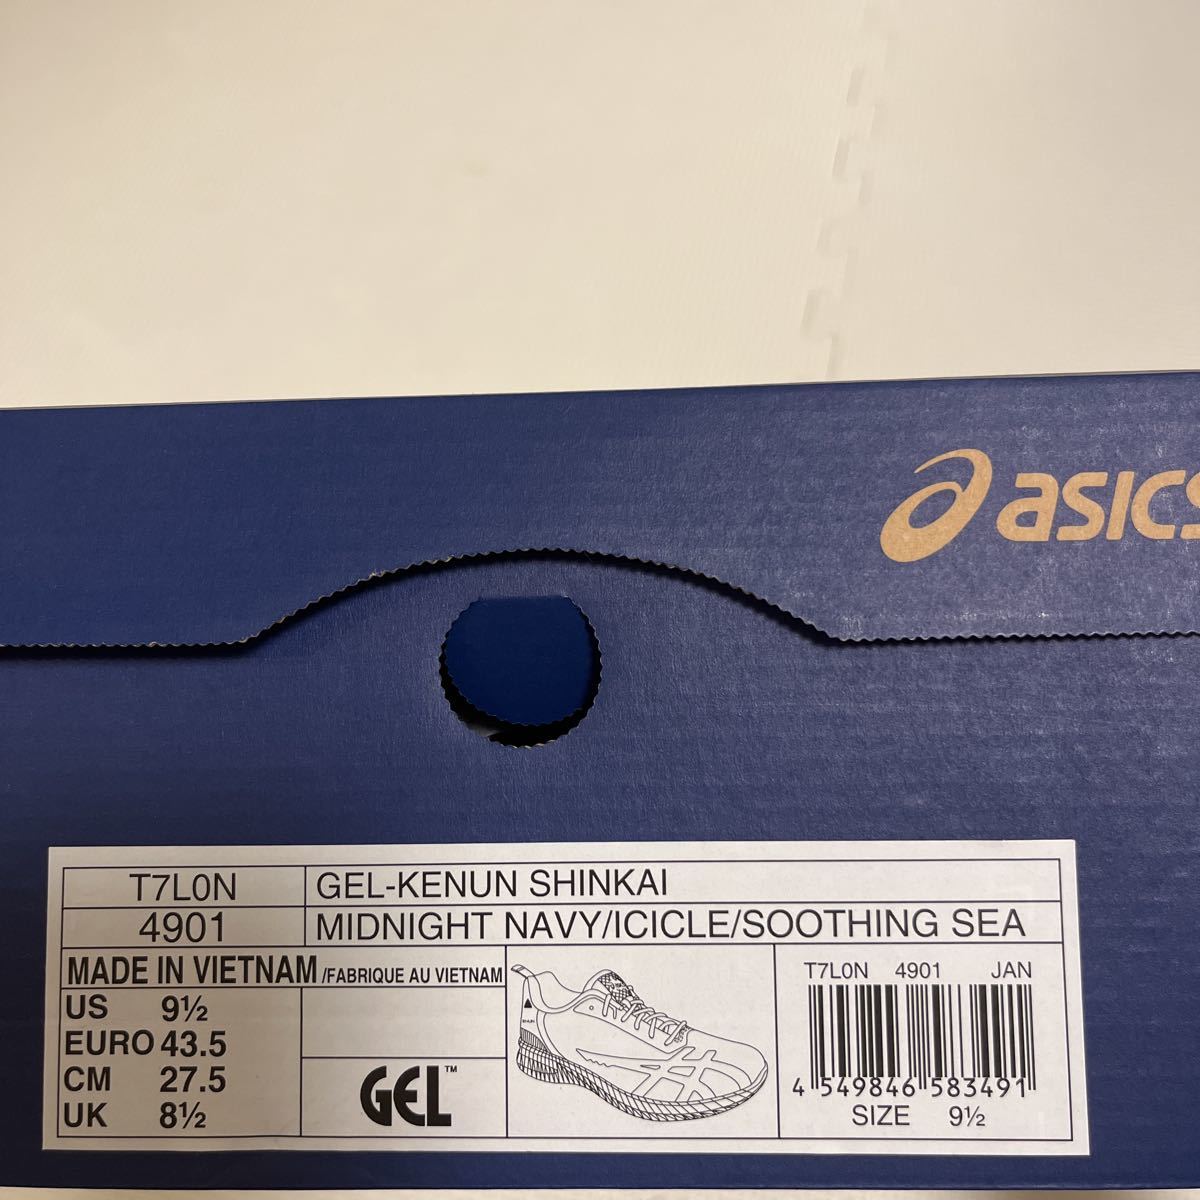 asics
T7L0N GEL-KENUN SHINKAI
4901 MIDNIGHT NAVY/ICICLE/SOOTHING SEA
MADE IN VIETNAM /FABRIQUE AU VIETNAM
US 9½
EURO 43.5
CM 27.5
UK 8½
GEL™
T7L0N 4901 JAN
4 549846 583491
SIZE 9½